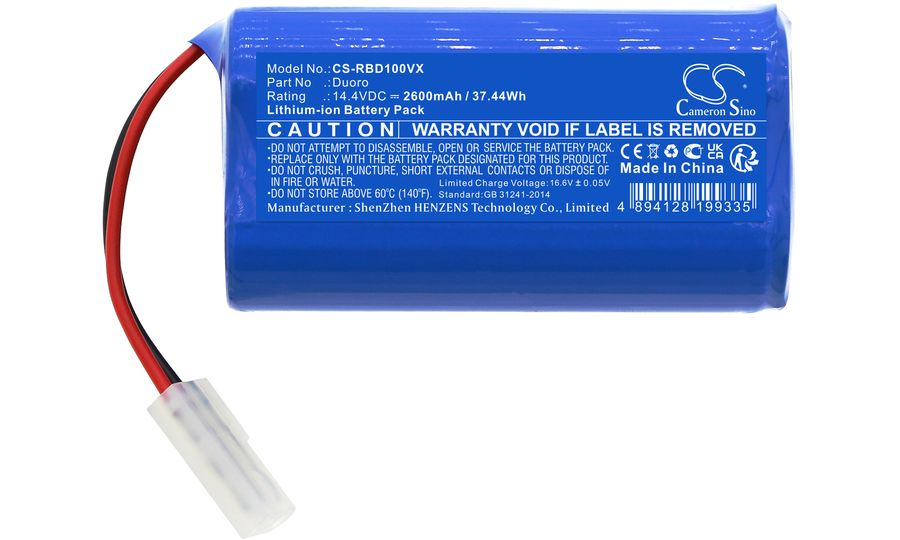 Model No.:CS-RBD100VX
Part No .: Duoro
Rating .: 14.4VDC ⎓ 2600mAh / 37.44Wh
Lithium-ion Battery Pack
CS
Cameron Sino
CAUTION WARRANTY VOID IF LABEL IS REMOVED
•DO NOT ATTEMPT TO DISASSEMBLE, OPEN OR SERVICE THE BATTERY PACK.
•REPLACE ONLY WITH THE BATTERY PACK DESIGNATED FOR THIS PRODUCT.
•DO NOT CRUSH, PUNCTURE, SHORT EXTERNAL CONTACTS OR DISPOSE OF
IN FIRE OR WATER. Limited Charge Voltage: 16.6V ± 0.05V
•DO NOT STORE ABOVE 60°C (140°F). Standard: GB 31241-2014
Manufacturer : ShenZhen HENZENS Technology Co., Limited
CE UK CA
Made In China
4 894128 199335